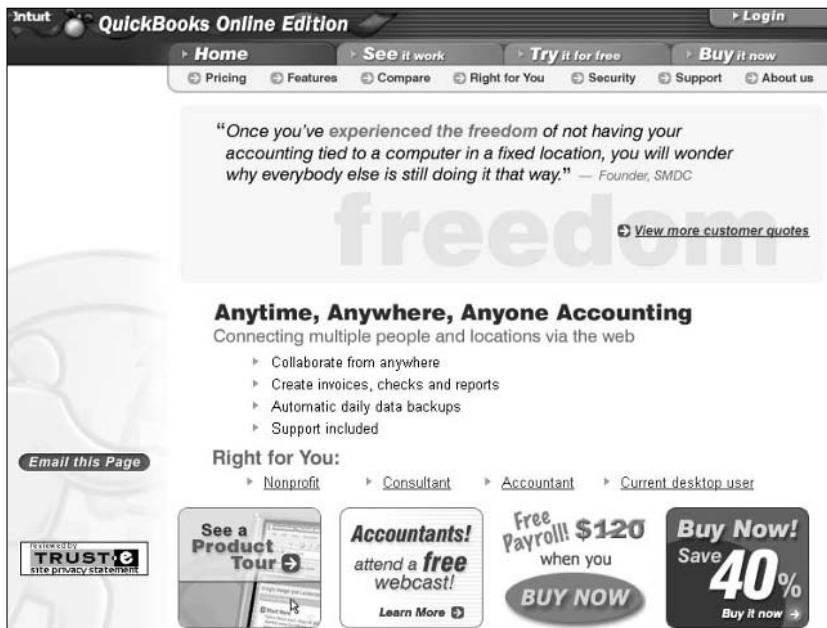 Intuit
QuickBooks Online Edition
Login
Home See it work Try it for free Buy it now
Pricing Features Compare Right for You Security Support About us
“Once you’ve experienced the freedom of not having your
accounting tied to a computer in a fixed location, you will wonder
why everybody else is still doing it that way.” — Founder, SMDC
freedom
View more customer quotes
Anytime, Anywhere, Anyone Accounting
Connecting multiple people and locations via the web
Collaborate from anywhere
Create invoices, checks and reports
Automatic daily data backups
Support included
Email this Page
Right for You:
Nonprofit Consultant Accountant Current desktop user
reviewed by
TRUST·e
site privacy statement
See a
Product
Tour
Accountants!
attend a free
webcast!
Learn More
Free
Payroll! $120
when you
BUY NOW
Buy Now!
Save
40%
Buy it now